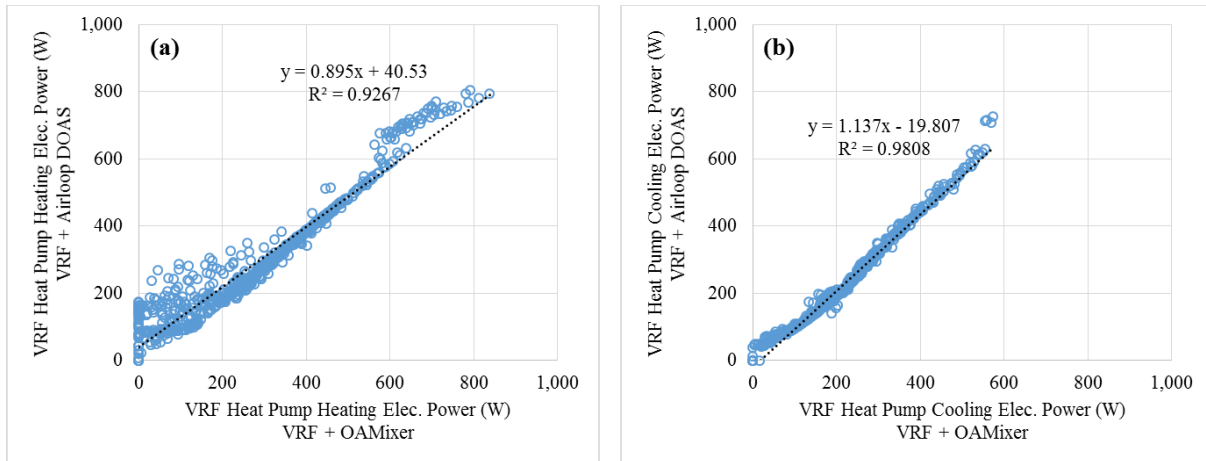 (a)
y = 0.895x + 40.53
R² = 0.9267
VRF Heat Pump Heating Elec. Power (W)
VRF + Airloop DOAS
1,000
800
600
400
200
0
0 200 400 600 800 1,000
VRF Heat Pump Heating Elec. Power (W)
VRF + OAMixer
(b)
y = 1.137x - 19.807
R² = 0.9808
VRF Heat Pump Cooling Elec. Power (W)
VRF + Airloop DOAS
1,000
800
600
400
200
0
0 200 400 600 800 1,000
VRF Heat Pump Cooling Elec. Power (W)
VRF + OAMixer